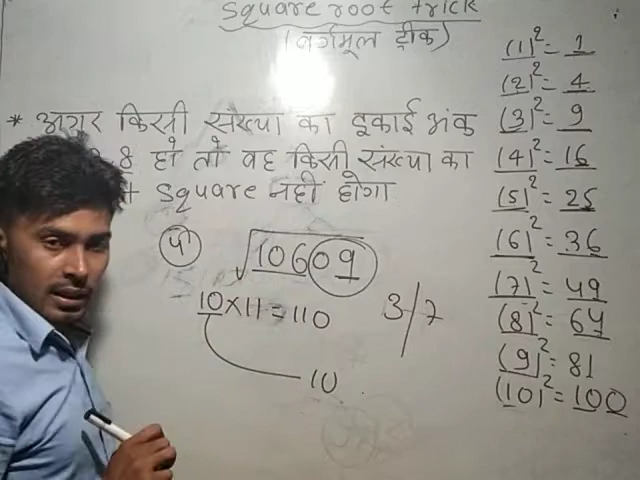 square root trick
(वर्गमूल ट्रीक)
* अगर किसी संख्या का इकाई अंक
8 हो तो वह किसी संख्या का
square नही होगा
प्र √10609
10×11=110
10
3/7
(1)²=1
(2)²=4
(3)²=9
(4)²=16
(5)²=25
(6)²=36
(7)²=49
(8)²=64
(9)²=81
(10)²=100